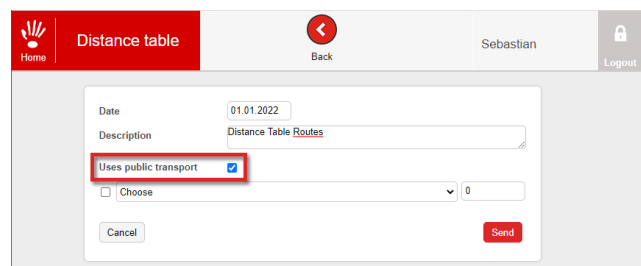 Home
Distance table
Back
Sebastian
Logout
Date 01.01.2022
Description Distance Table Routes
Uses public transport
Choose 0
Cancel Send